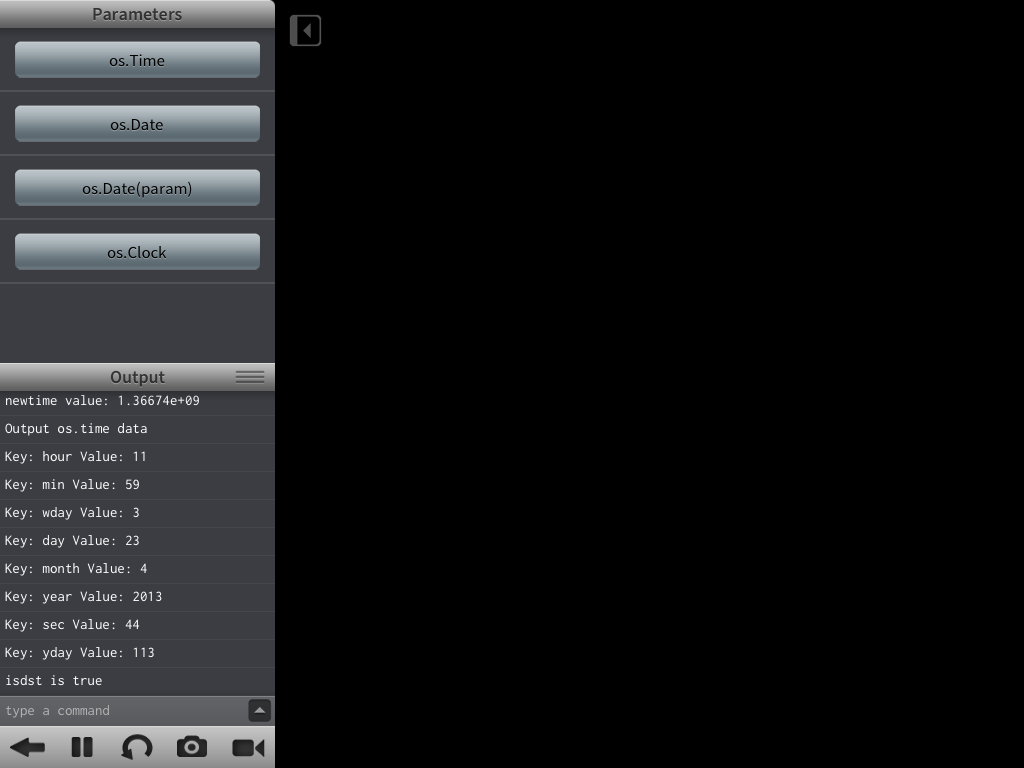 Parameters
os.Time
os.Date
os.Date(param)
os.Clock
Output
newtime value: 1.36674e+09
Output os.time data
Key: hour Value: 11
Key: min Value: 59
Key: wday Value: 3
Key: day Value: 23
Key: month Value: 4
Key: year Value: 2013
Key: sec Value: 44
Key: yday Value: 113
isdst is true
type a command